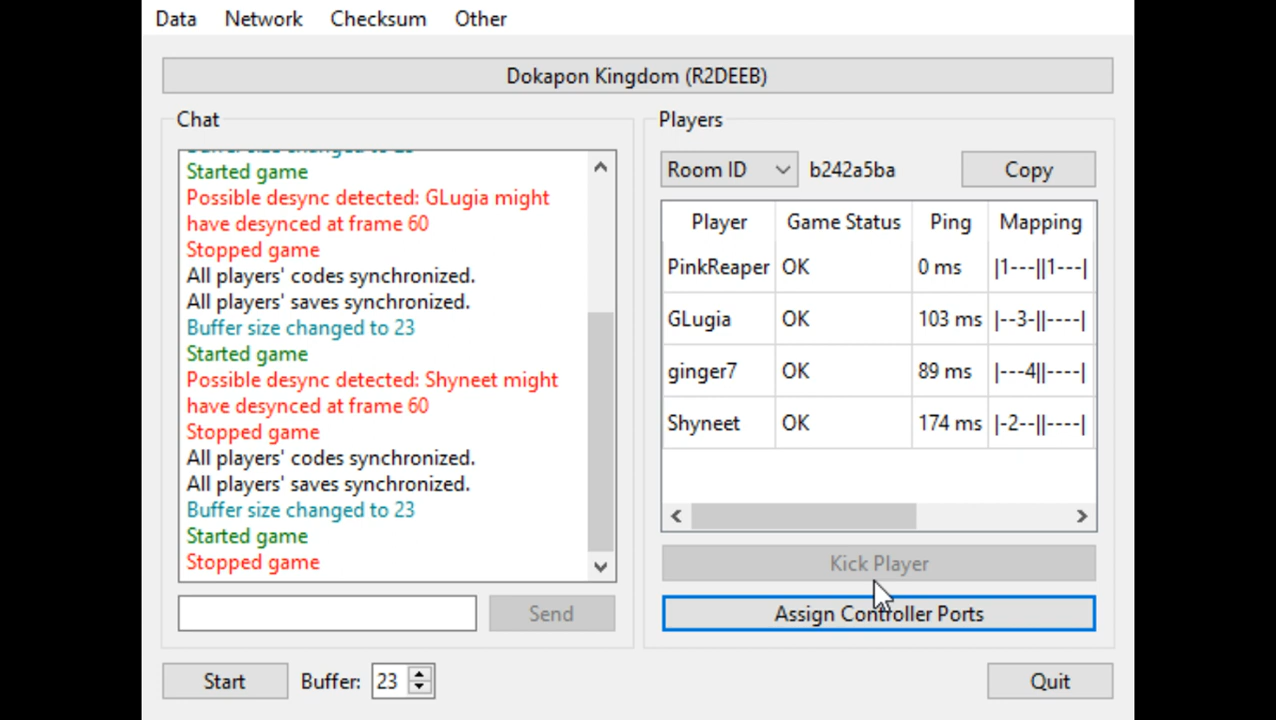 Data Network Checksum Other
Dokapon Kingdom (R2DEEB)
Chat
Started game
Possible desync detected: GLugia might
have desynced at frame 60
Stopped game
All players' codes synchronized.
All players' saves synchronized.
Buffer size changed to 23
Started game
Possible desync detected: Shyneet might
have desynced at frame 60
Stopped game
All players' codes synchronized.
All players' saves synchronized.
Buffer size changed to 23
Started game
Stopped game
Send
Start Buffer: 23
Players
Room ID b242a5ba Copy
Player Game Status Ping Mapping
PinkReaper OK 0 ms |1---||1---|
GLugia OK 103 ms |--3-||----|
ginger7 OK 89 ms |---4||----|
Shyneet OK 174 ms |-2--||----|
Kick Player
Assign Controller Ports
Quit